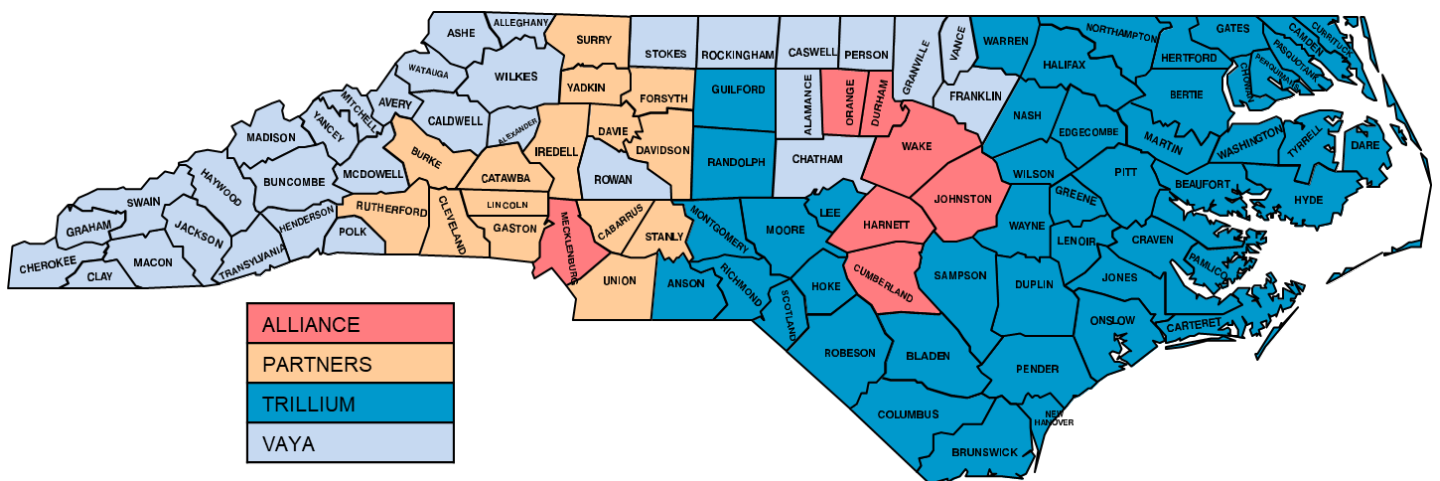 ASHE
ALLEGHANY
SURRY
STOKES
ROCKINGHAM
CASWELL
PERSON
GRANVILLE
VANCE
WARREN
NORTHAMPTON
GATES
HERTFORD
CURRITUCK
CAMDEN
PASQUOTANK
PERQUIMANS
CHOWAN
HALIFAX
BERTIE
WATAUGA
WILKES
YADKIN
FORSYTH
GUILFORD
ALAMANCE
ORANGE
DURHAM
FRANKLIN
NASH
EDGECOMBE
MARTIN
WASHINGTON
TYRRELL
DARE
MITCHELL
AVERY
YANCEY
CALDWELL
ALEXANDER
IREDELL
DAVIE
DAVIDSON
RANDOLPH
CHATHAM
WAKE
MADISON
BURKE
CATAWBA
ROWAN
WILSON
PITT
BEAUFORT
HYDE
HAYWOOD
BUNCOMBE
MCDOWELL
JOHNSTON
GREENE
SWAIN
RUTHERFORD
CLEVELAND
LINCOLN
GASTON
MECKLENBURG
CABARRUS
STANLY
MONTGOMERY
MOORE
LEE
HARNETT
WAYNE
LENOIR
CRAVEN
PAMLICO
GRAHAM
JACKSON
HENDERSON
POLK
CHEROKEE
CLAY
MACON
TRANSYLVANIA
UNION
ANSON
RICHMOND
SCOTLAND
HOKE
CUMBERLAND
SAMPSON
DUPLIN
JONES
ONSLOW
CARTERET
ROBESON
BLADEN
PENDER
COLUMBUS
NEW
HANOVER
BRUNSWICK
ALLIANCE
PARTNERS
TRILLIUM
VAYA